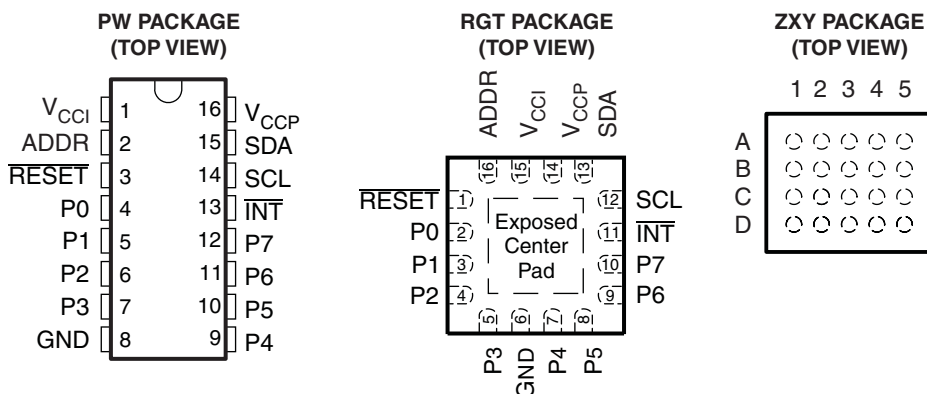 PW PACKAGE
(TOP VIEW)
VCCI 1 16 VCCP
ADDR 2 15 SDA
RESET 3 14 SCL
P0 4 13 INT
P1 5 12 P7
P2 6 11 P6
P3 7 10 P5
GND 8 9 P4
RGT PACKAGE
(TOP VIEW)
ADDR VCCI VCCP SDA
16 15 14 13
RESET 1 12 SCL
P0 2 11 INT
P1 3 10 P7
P2 4 9 P6
Exposed
Center
Pad
5 6 7 8
P3 GND P4 P5
ZXY PACKAGE
(TOP VIEW)
1 2 3 4 5
A
B
C
D